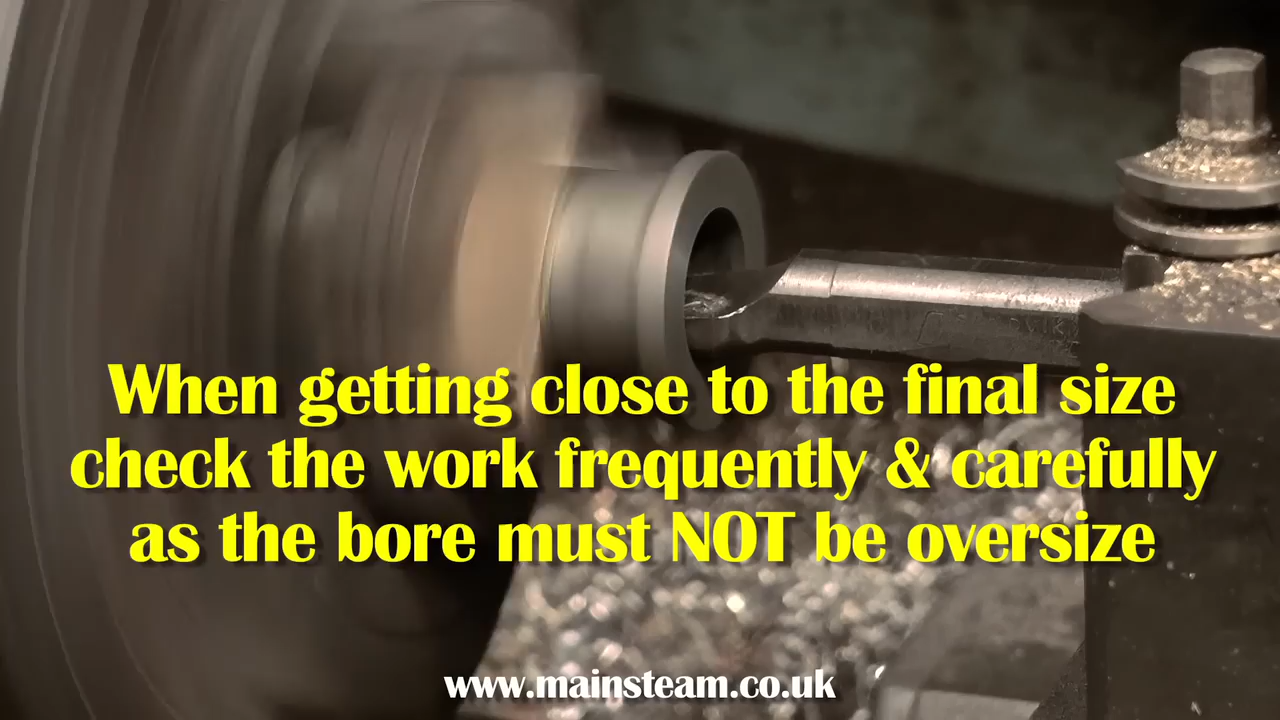 When getting close to the final size
check the work frequently & carefully
as the bore must NOT be oversize
www.mainsteam.co.uk